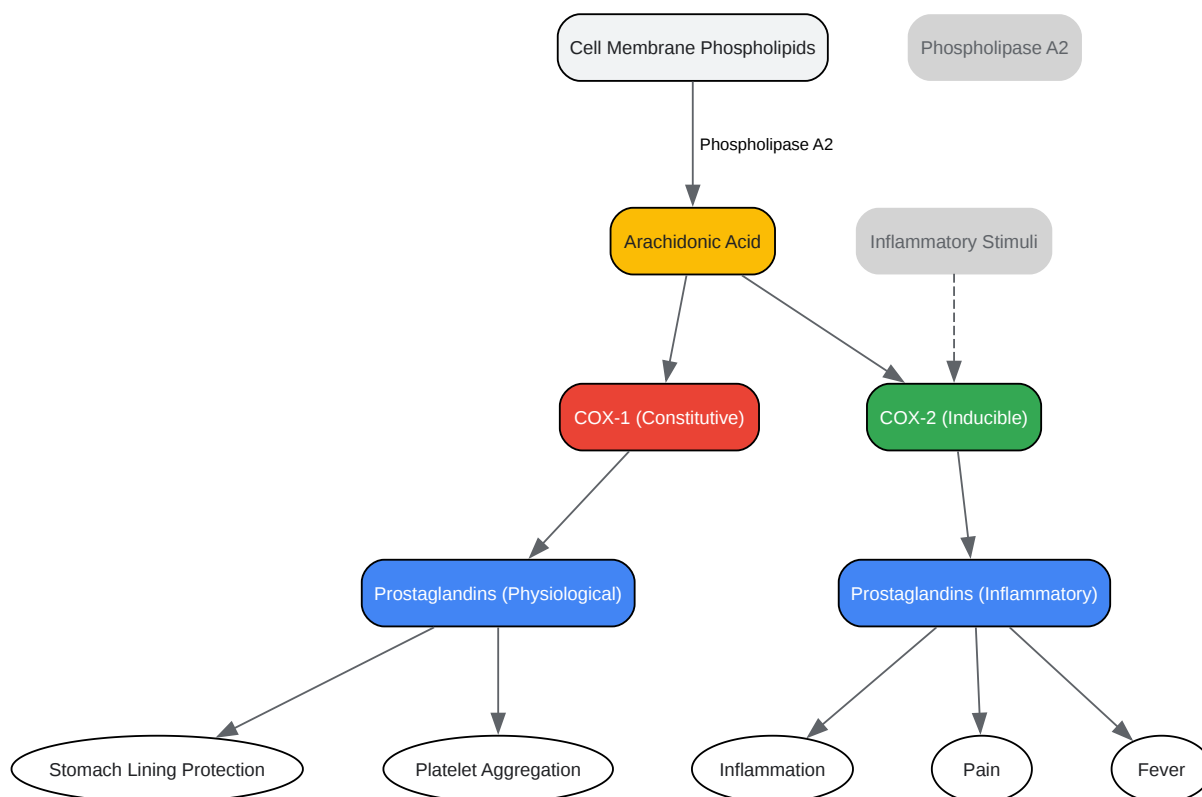 Cell Membrane Phospholipids
Phospholipase A2
Phospholipase A2
Arachidonic Acid
Inflammatory Stimuli
COX-1 (Constitutive)
COX-2 (Inducible)
Prostaglandins (Physiological)
Prostaglandins (Inflammatory)
Stomach Lining Protection
Platelet Aggregation
Inflammation
Pain
Fever